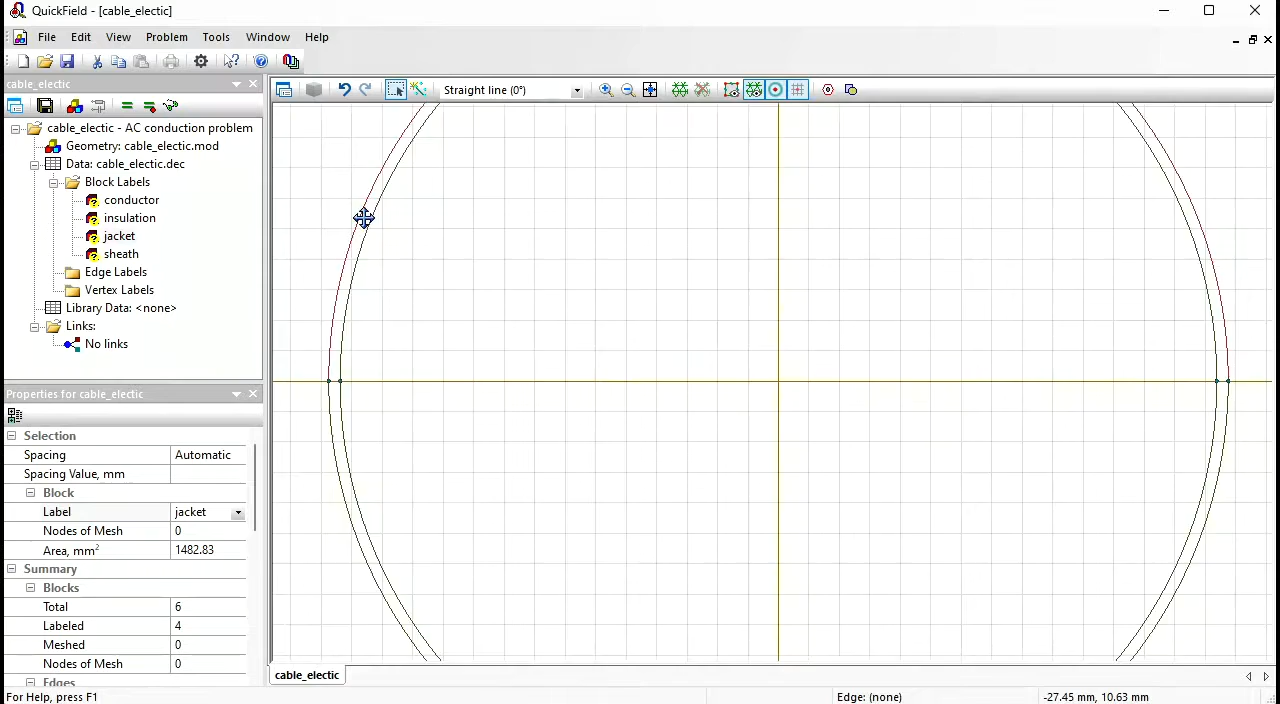 QuickField - [cable_electic]
File Edit View Problem Tools Window Help
cable_electic
Straight line (0°)
cable_electic - AC conduction problem
Geometry: cable_electic.mod
Data: cable_electic.dec
Block Labels
conductor
insulation
jacket
sheath
Edge Labels
Vertex Labels
Library Data: <none>
Links:
No links
Properties for cable_electic
Selection
Spacing Automatic
Spacing Value, mm
Block
Label jacket
Nodes of Mesh 0
Area, mm² 1482.83
Summary
Blocks
Total 6
Labeled 4
Meshed 0
Nodes of Mesh 0
Edges
cable_electic
For Help, press F1 Edge: (none) -27.45 mm, 10.63 mm